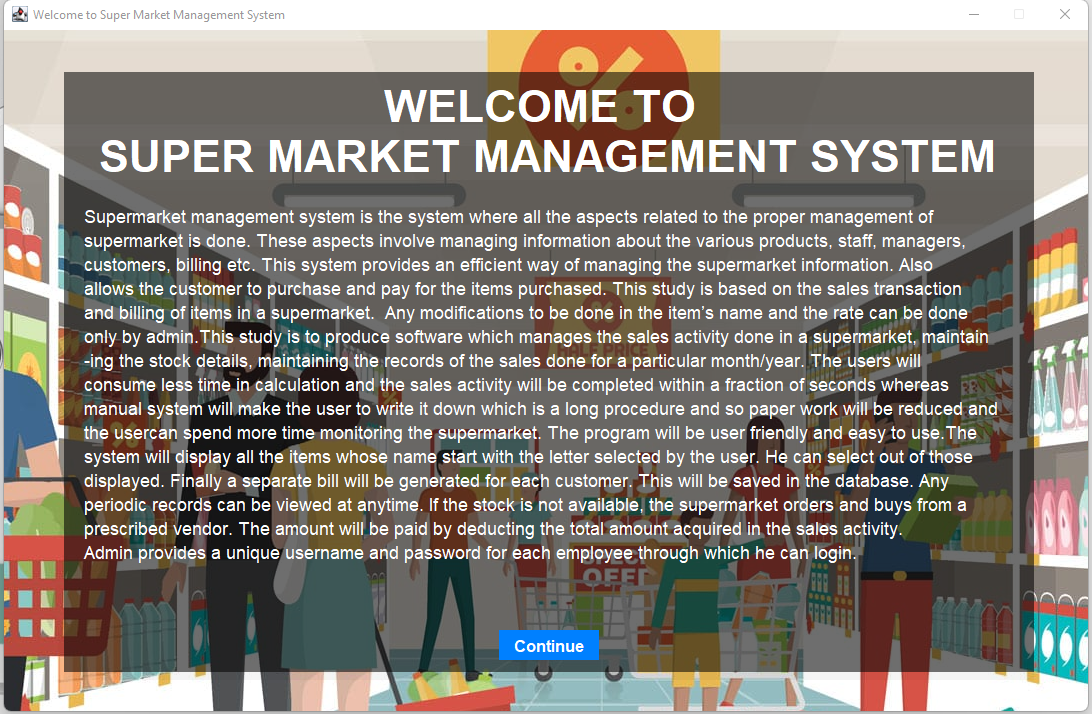 Welcome to Super Market Management System
WELCOME TO
SUPER MARKET MANAGEMENT SYSTEM
Supermarket management system is the system where all the aspects related to the proper management of
supermarket is done. These aspects involve managing information about the various products, staff, managers,
customers, billing etc. This system provides an efficient way of managing the supermarket information. Also
allows the customer to purchase and pay for the items purchased. This study is based on the sales transaction
and billing of items in a supermarket.  Any modifications to be done in the item's name and the rate can be done
only by admin.This study is to produce software which manages the sales activity done in a supermarket, maintain
-ing the stock details, maintaining the records of the sales done for a particular month/year. The users will
consume less time in calculation and the sales activity will be completed within a fraction of seconds whereas
manual system will make the user to write it down which is a long procedure and so paper work will be reduced and
the usercan spend more time monitoring the supermarket. The program will be user friendly and easy to use.The
system will display all the items whose name start with the letter selected by the user. He can select out of those
displayed. Finally a separate bill will be generated for each customer. This will be saved in the database. Any
periodic records can be viewed at anytime. If the stock is not available, the supermarket orders and buys from a
prescribed vendor. The amount will be paid by deducting the total amount acquired in the sales activity.
Admin provides a unique username and password for each employee through which he can login.
%
HALF PRICE
SPECIAL
OFFER
Continue